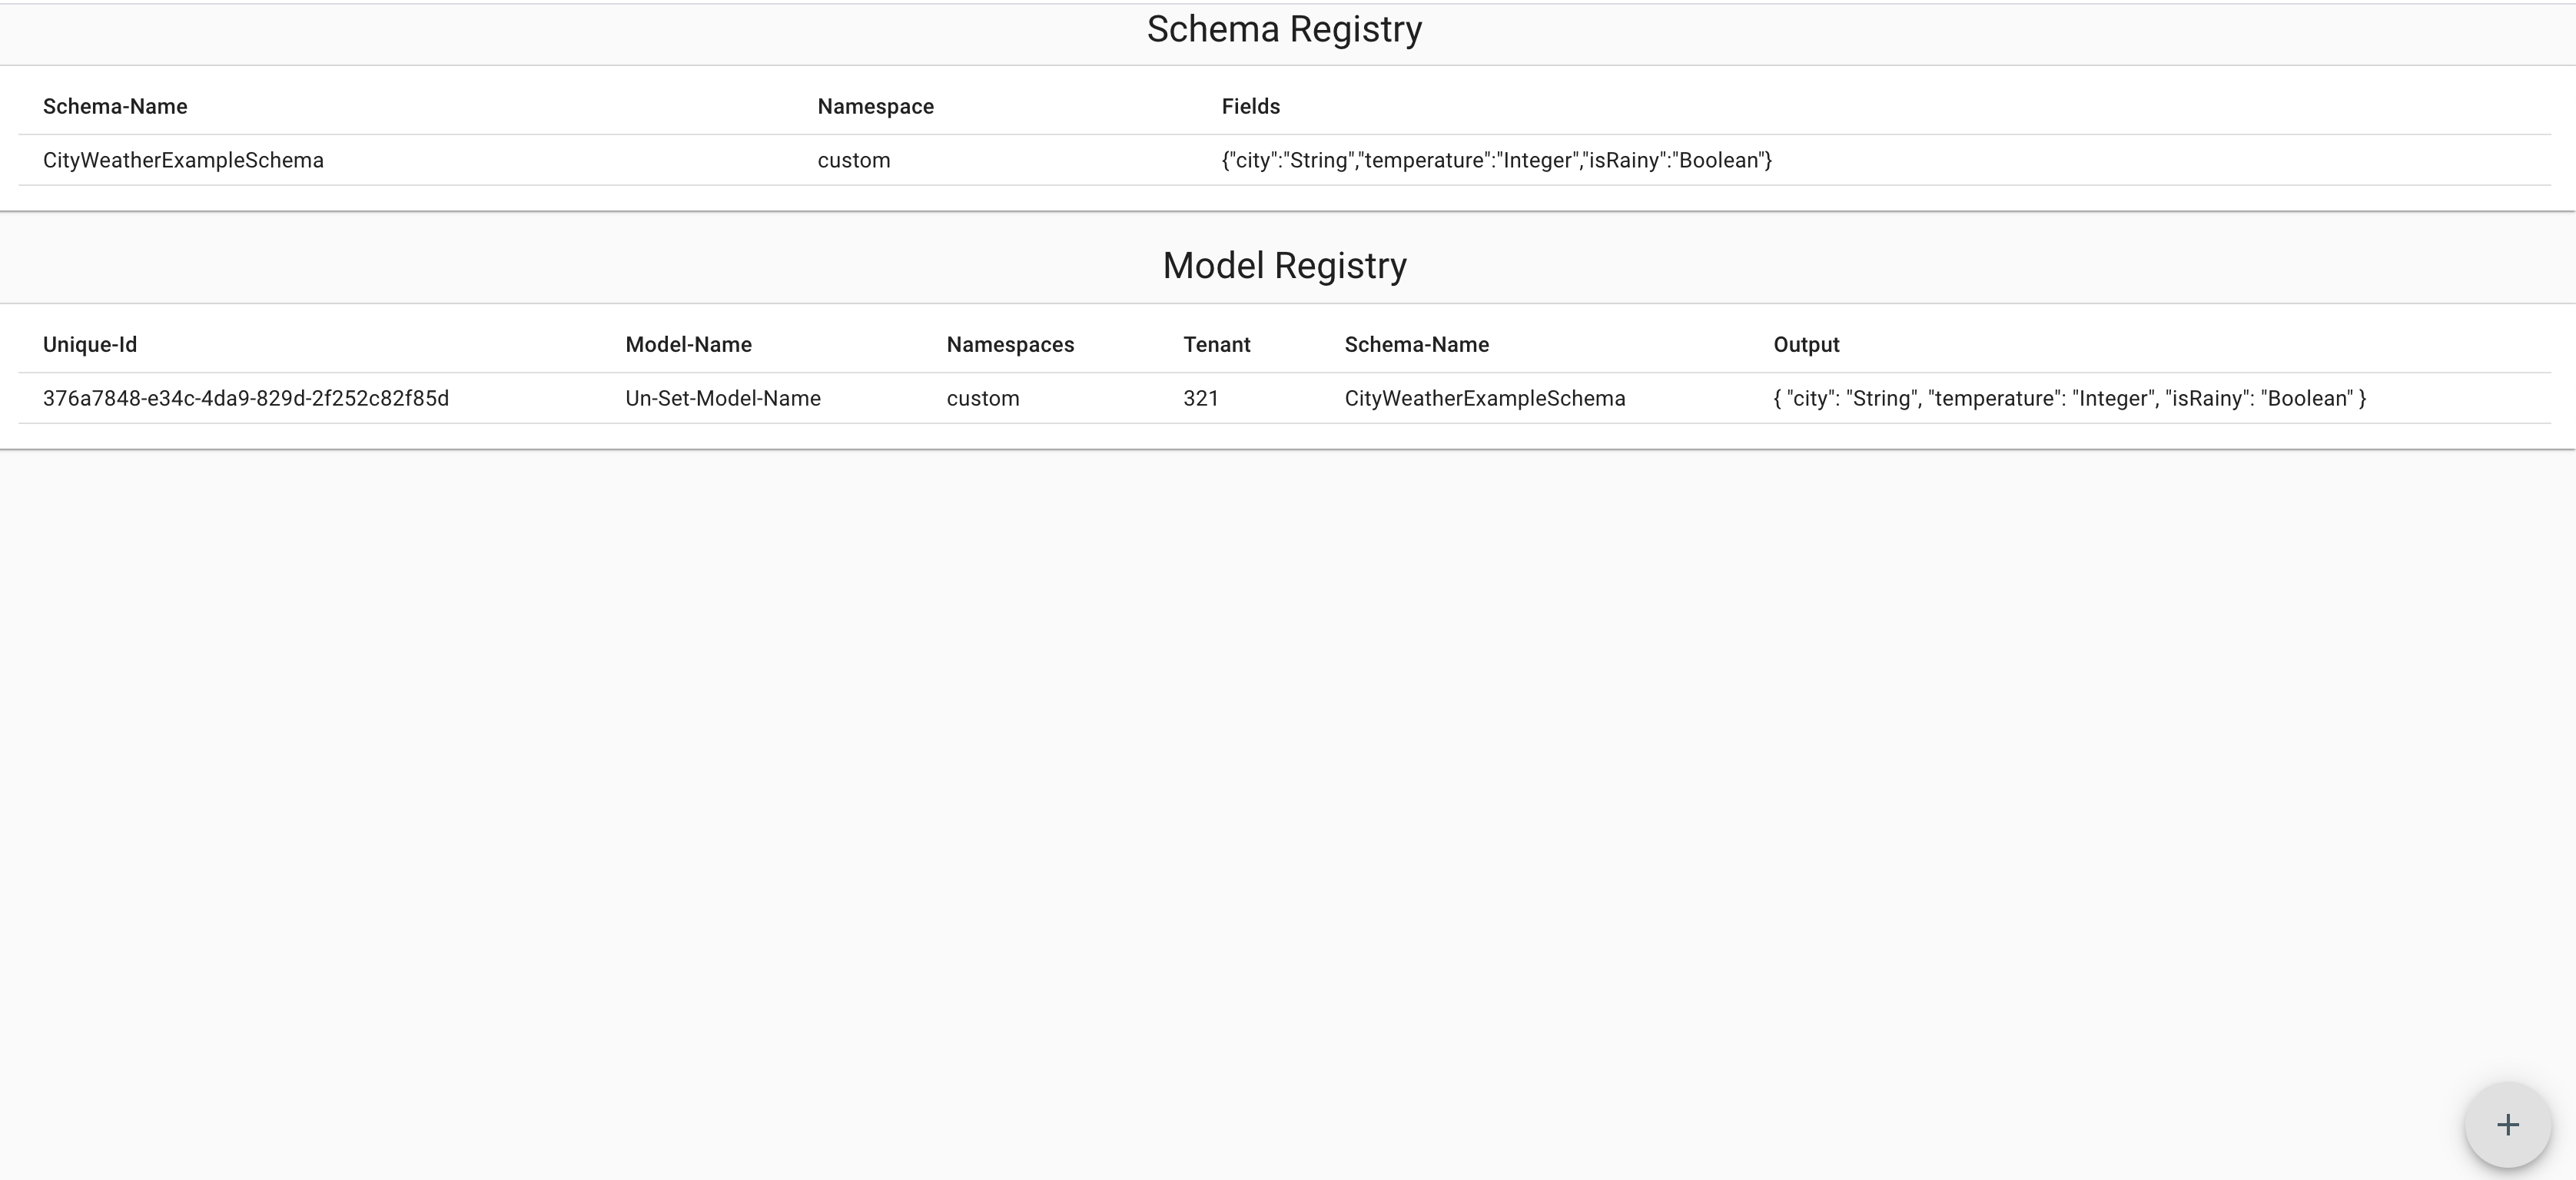 Schema Registry
Schema-Name Namespace Fields
CityWeatherExampleSchema custom {"city":"String","temperature":"Integer","isRainy":"Boolean"}
Model Registry
Unique-Id Model-Name Namespaces Tenant Schema-Name Output
376a7848-e34c-4da9-829d-2f252c82f85d Un-Set-Model-Name custom 321 CityWeatherExampleSchema { "city": "String", "temperature": "Integer", "isRainy": "Boolean" }
+